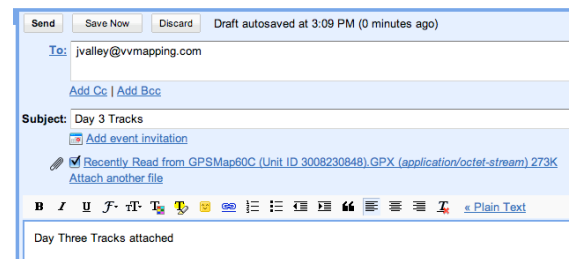 Send Save Now Discard Draft autosaved at 3:09 PM (0 minutes ago)
To: jvalley@vvmapping.com
Add Cc | Add Bcc
Subject: Day 3 Tracks
Add event invitation
Recently Read from GPSMap60C (Unit ID 3008230848).GPX (application/octet-stream) 273K
Attach another file
B I U F TT T T « Plain Text
Day Three Tracks attached